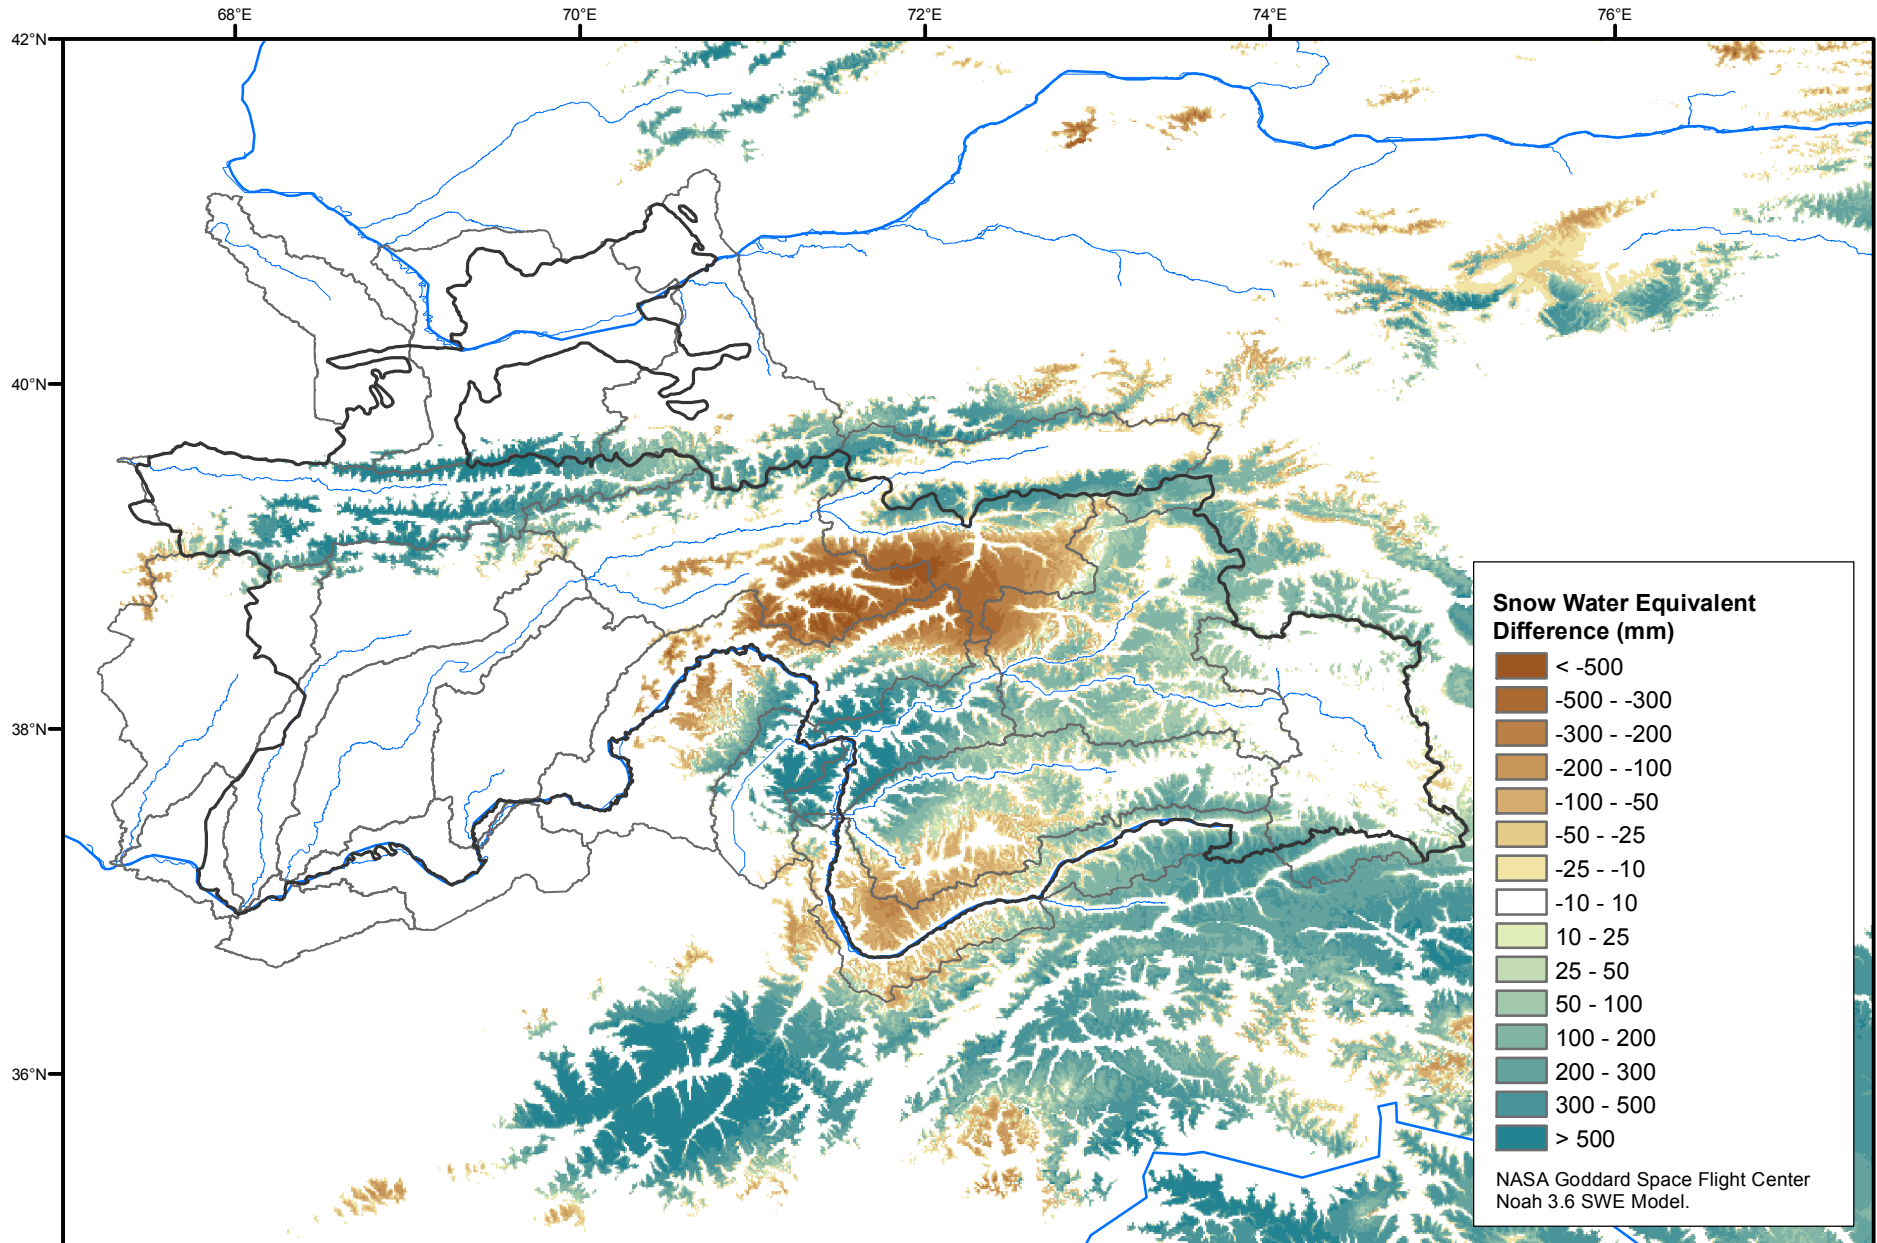 68°E
70°E
72°E
74°E
76°E
42°N
40°N
38°N
36°N
Snow Water Equivalent
Difference (mm)
< -500
-500 - -300
-300 - -200
-200 - -100
-100 - -50
-50 - -25
-25 - -10
-10 - 10
10 - 25
25 - 50
50 - 100
100 - 200
200 - 300
300 - 500
> 500
NASA Goddard Space Flight Center
Noah 3.6 SWE Model.